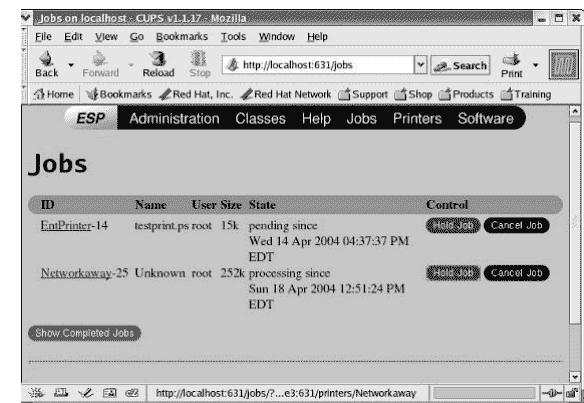 Jobs on localhost - CUPS v1.1.17 - Mozilla
File Edit View Go Bookmarks Tools Window Help
Back Forward Reload Stop http://localhost:631/jobs Search Print
Home Bookmarks Red Hat, Inc. Red Hat Network Support Shop Products Training
ESP Administration Classes Help Jobs Printers Software
Jobs
ID Name User Size State Control
EntPrinter-14 testprint.ps root 15k pending since Hold Job Cancel Job
Wed 14 Apr 2004 04:37:37 PM
EDT
Networkaway-25 Unknown root 252k processing since Hold Job Cancel Job
Sun 18 Apr 2004 12:51:24 PM
EDT
Show Completed Jobs
http://localhost:631/jobs/?...e3:631/printers/Networkaway